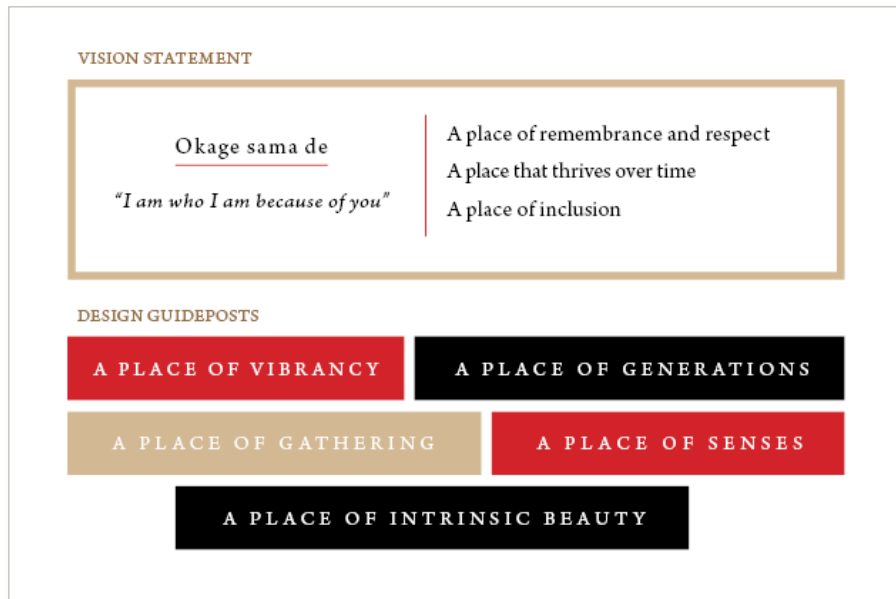 VISION STATEMENT
Okage sama de
“I am who I am because of you”
A place of remembrance and respect
A place that thrives over time
A place of inclusion
DESIGN GUIDEPOSTS
A PLACE OF VIBRANCY
A PLACE OF GENERATIONS
A PLACE OF GATHERING
A PLACE OF SENSES
A PLACE OF INTRINSIC BEAUTY